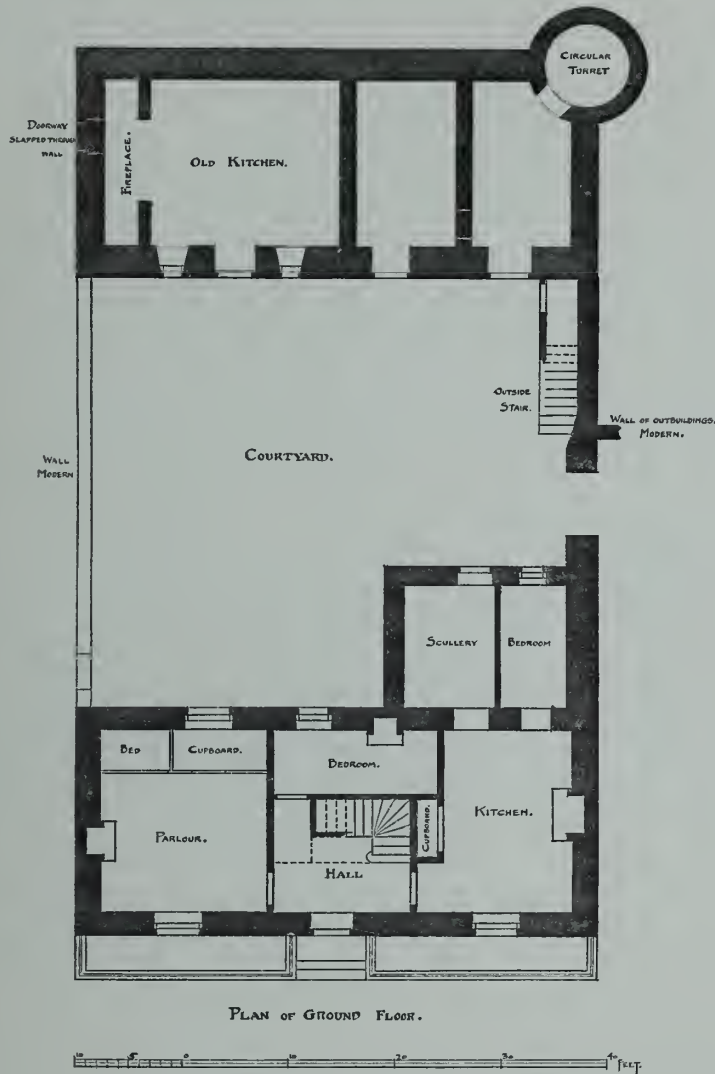 CIRCULAR
TURRET
DOORWAY
SLAPPED THROUGH
WALL
FIREPLACE.
OLD KITCHEN.
OUTSIDE
STAIR.
WALL OF OUTBUILDINGS,
MODERN.
WALL
MODERN
COURTYARD.
SCULLERY
BEDROOM
BED
CUPBOARD.
BEDROOM.
PARLOUR.
CUPBOARD.
KITCHEN.
HALL
PLAN OF GROUND FLOOR.
10 5 0 10 20 30 40 FEET.